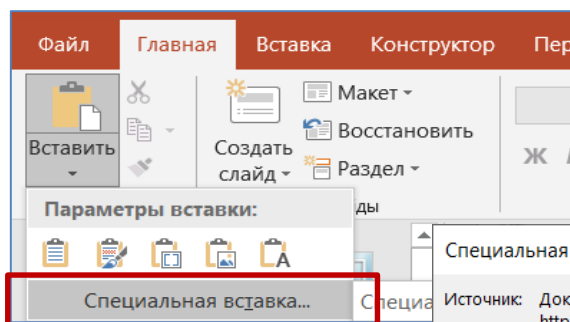 Файл Главная Вставка Конструктор
Макет
Вставить Создать слайд Восстановить
Раздел
Ж
Параметры вставки:
Специальная вставка...
Специальная
Источник: